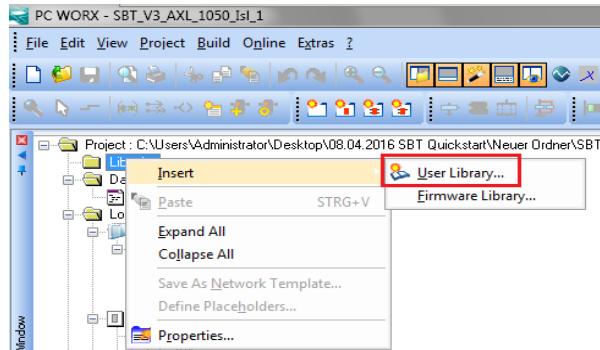 PC WORX - SBT_V3_AXL_1050_Isl_1
File Edit View Project Build Online Extras ?
Project : C:\Users\Administrator\Desktop\08.04.2016 SBT Quickstart\Neuer Ordner\SBT
Insert
User Library...
Da
Paste STRG+V
Firmware Library...
Lo
Expand All
Collapse All
Save As Network Template...
Define Placeholders...
Properties...